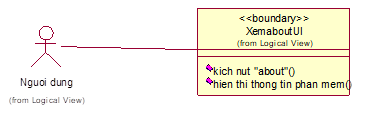 <<boundary>>
XemaboutUI
(from Logical View)
kich nut "about"()
hien thi thong tin phan mem()
Nguoi dung
(from Logical View)